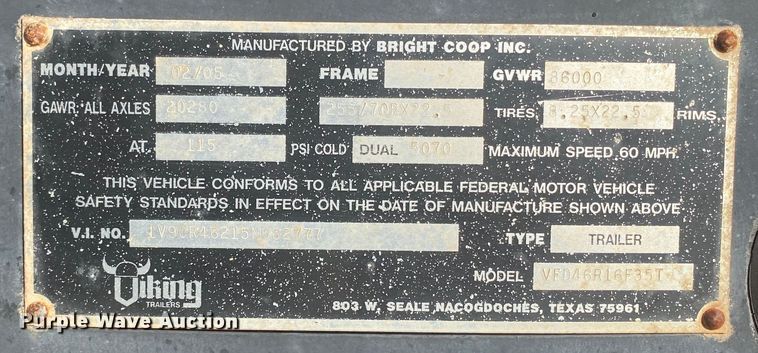 MANUFACTURED BY BRIGHT COOP INC.
MONTH/YEAR 02/05 FRAME GVWR 36000
GAWR: ALL AXLES 20280 255/70RX22.5 TIRES 8.25X22.5 RIMS.
AT 115 PSI COLD DUAL 5070 MAXIMUM SPEED 60 MPH.
THIS VEHICLE CONFORMS TO ALL APPLICABLE FEDERAL MOTOR VEHICLE
SAFETY STANDARDS IN EFFECT ON THE DATE OF MANUFACTURE SHOWN ABOVE
V.I. NO. TYPE TRAILER
MODEL
Viking
TRAILERS
803 W. SEALE NACOGDOCHES, TEXAS 75961
Purple Wave Auction